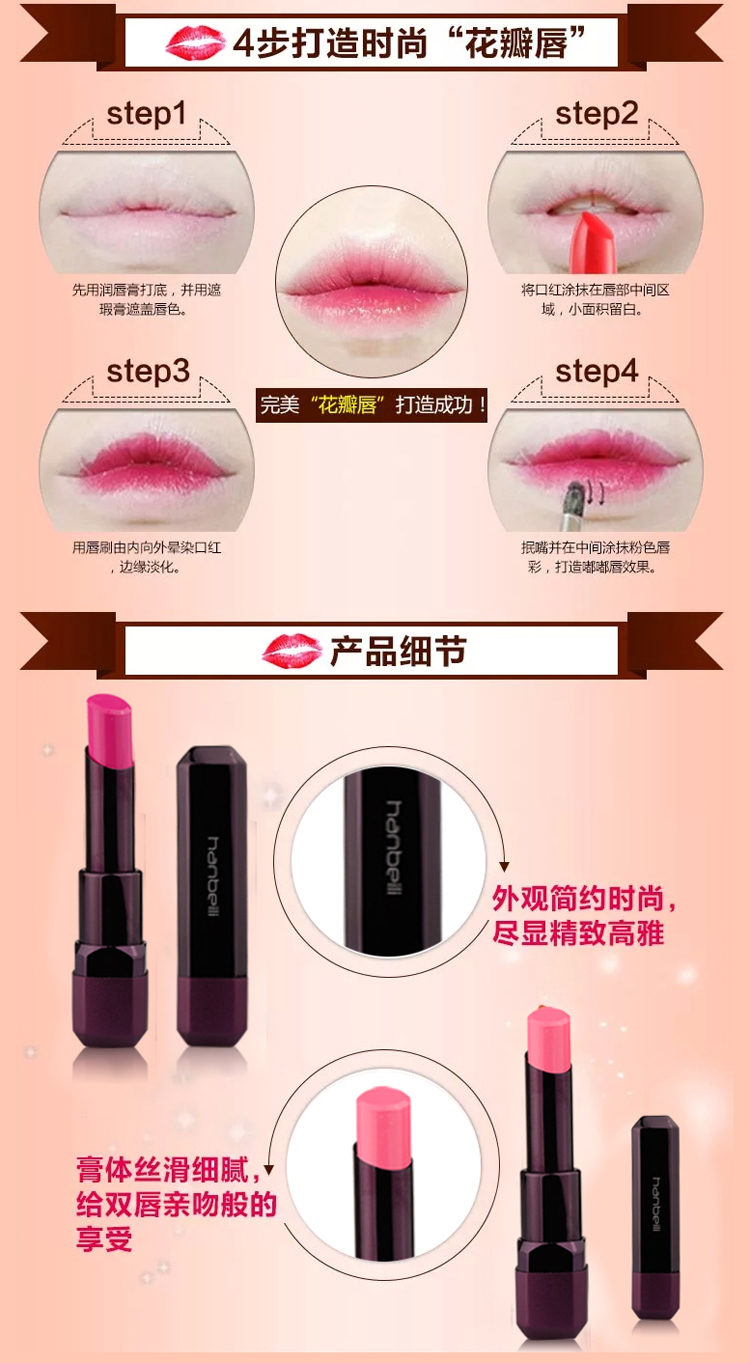 4步打造时尚“花瓣唇”
step1
先用润唇膏打底，并用遮
瑕膏遮盖唇色。
step2
将口红涂抹在唇部中间区
域，小面积留白。
step3
用唇刷由内向外晕染口红
，边缘淡化。
step4
抿嘴并在中间涂抹粉色唇
彩，打造嘟嘟唇效果。
完美“花瓣唇”打造成功！
产品细节
hanbeili
hanbeili
外观简约时尚，
尽显精致高雅
膏体丝滑细腻，
给双唇亲吻般的
享受
hanbeili